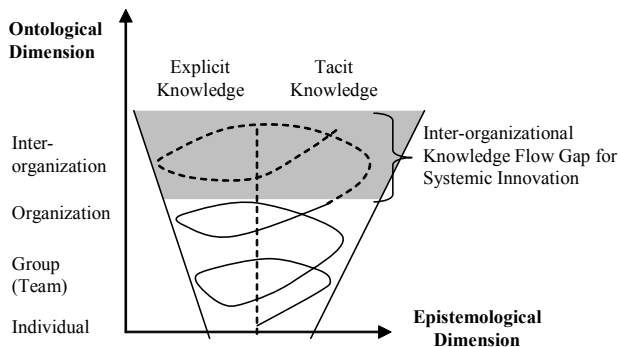 Ontological
Dimension
Explicit
Knowledge
Tacit
Knowledge
Inter-
organization
Inter-organizational
Knowledge Flow Gap for
Systemic Innovation
Organization
Group
(Team)
Individual
Epistemological
Dimension